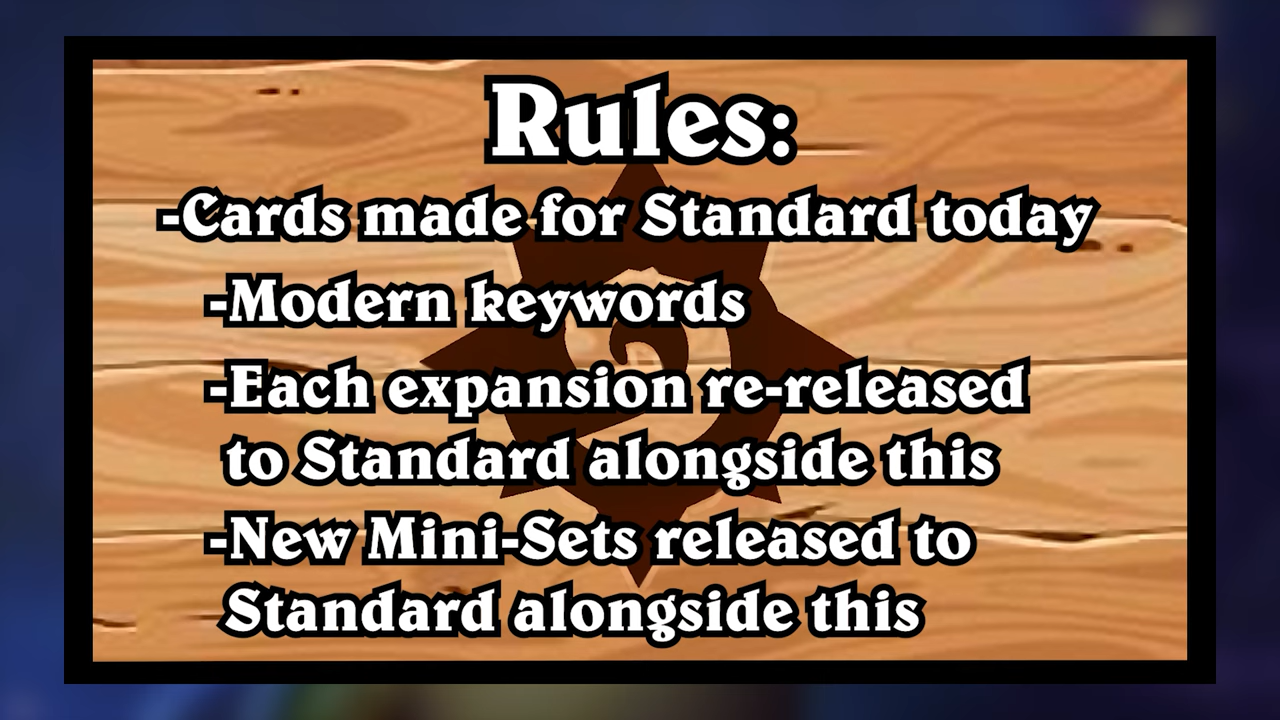 Rules:
-Cards made for Standard today
-Modern keywords
-Each expansion re-released
to Standard alongside this
-New Mini-Sets released to
Standard alongside this